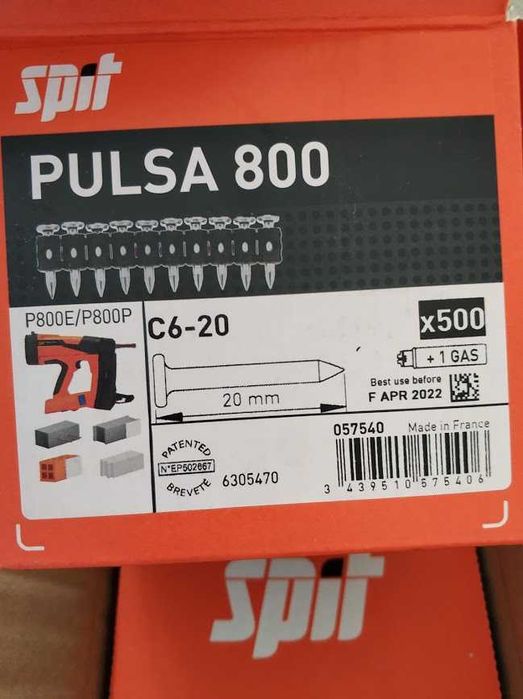 spit
PULSA 800
P800E/P800P
C6-20
x500
+ 1 GAS
Best use before
F APR 2022
20 mm
057540 Made in France
PATENTED
N°EP502667
BREVETÉ
6305470
3 439510 575406
spit